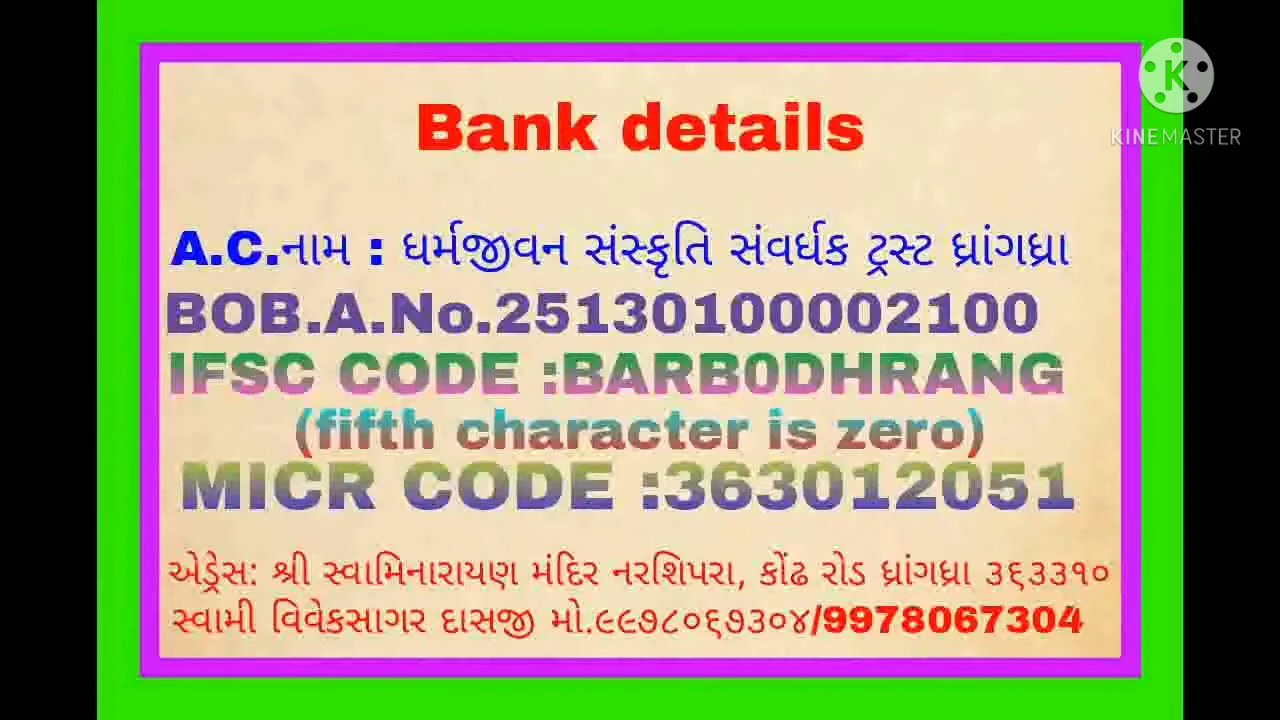 Bank details
KINEMASTER
A.C.નામ : ધર્મજીવન સંસ્કૃતિ સંવર્ધક ટ્રસ્ટ ધ્રાંગધ્રા
BOB.A.No.25130100002100
IFSC CODE :BARB0DHRANG
(fifth character is zero)
MICR CODE :363012051
એડ્રેસ: શ્રી સ્વામિનારાયણ મંદિર નરશિપરા, કોંઢ રોડ ધ્રાંગધ્રા ૩૬૩૩૧૦
સ્વામી વિવેકસાગર દાસજી મો.૯૯૭૮૦૬૭૩૦૪/9978067304